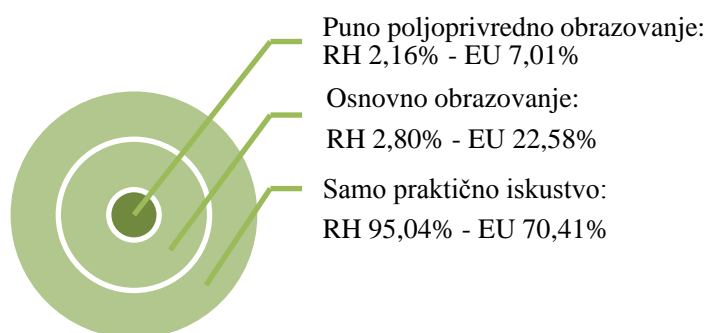 Puno poljoprivredno obrazovanje:
RH 2,16% - EU 7,01%
Osnovno obrazovanje:
RH 2,80% - EU 22,58%
Samo praktično iskustvo:
RH 95,04% - EU 70,41%